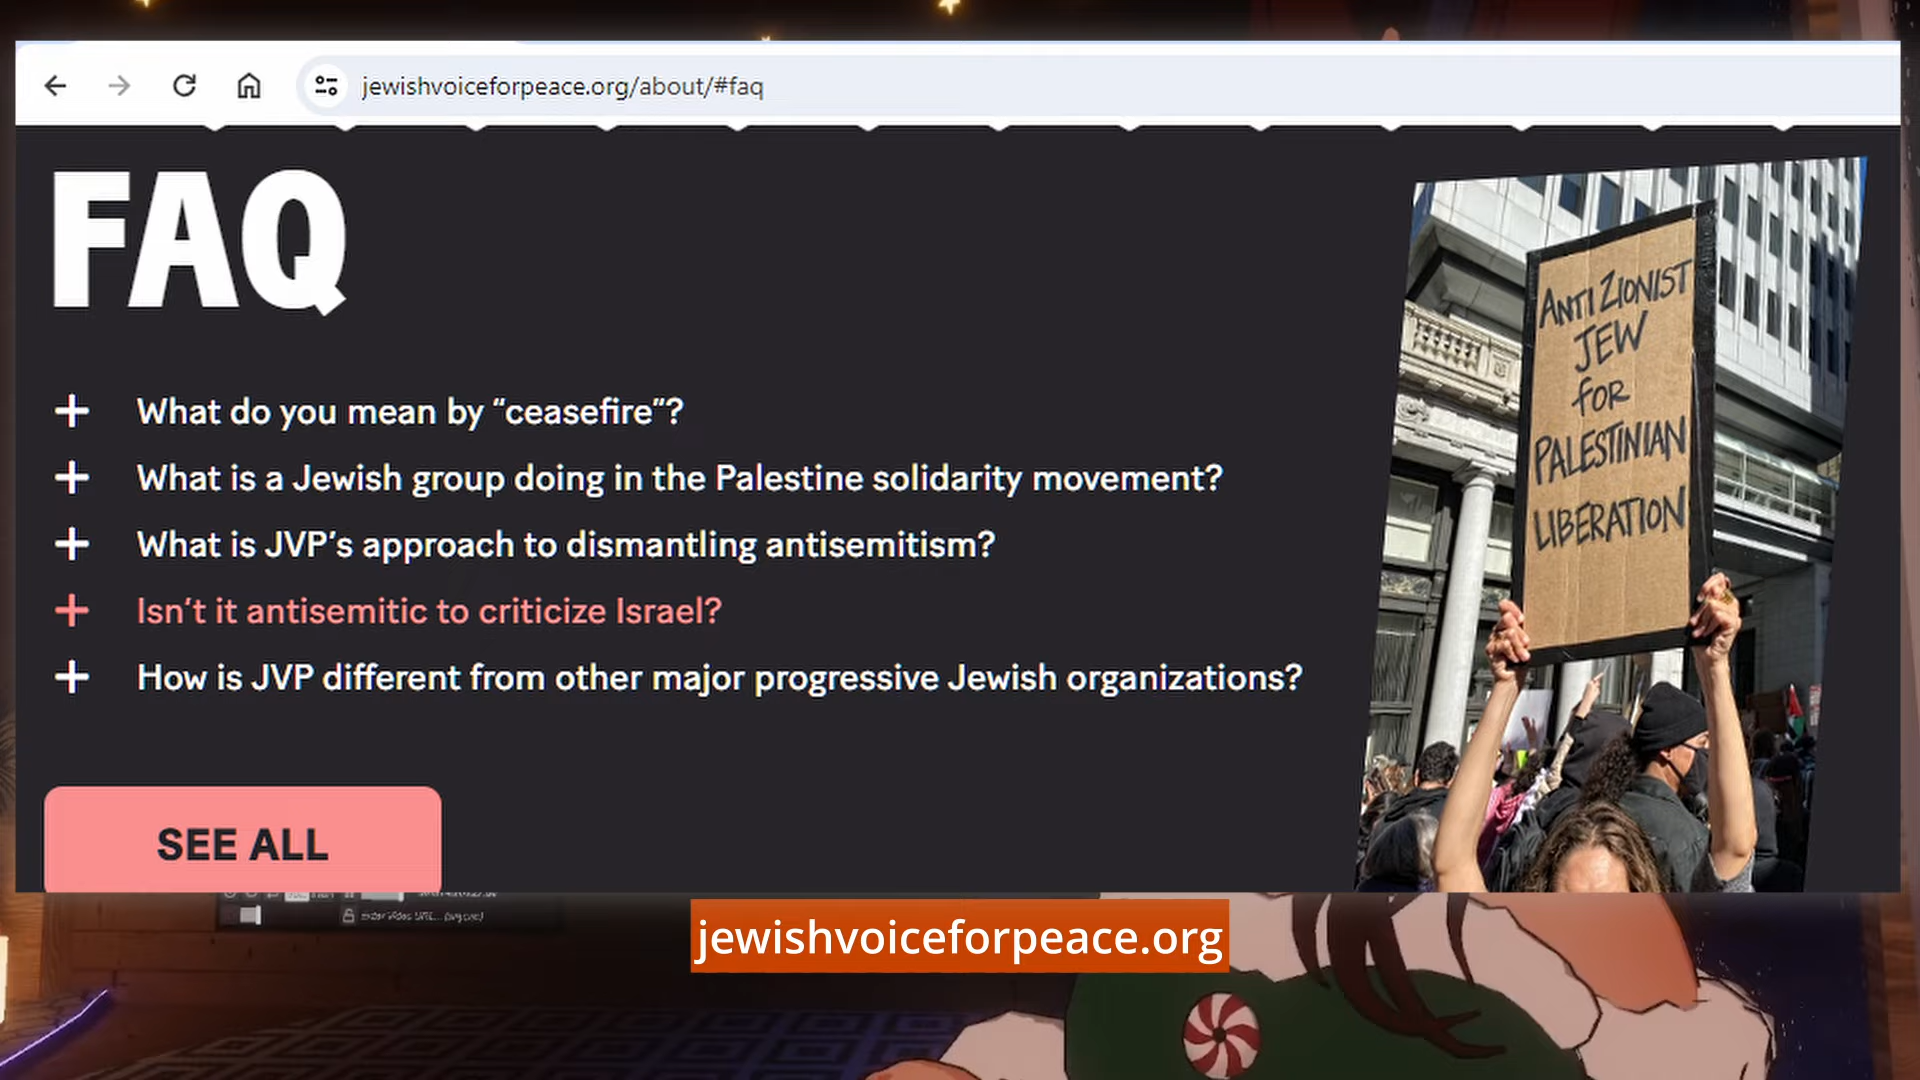 jewishvoiceforpeace.org/about/#faq
FAQ
What do you mean by “ceasefire”?
What is a Jewish group doing in the Palestine solidarity movement?
What is JVP’s approach to dismantling antisemitism?
Isn’t it antisemitic to criticize Israel?
How is JVP different from other major progressive Jewish organizations?
SEE ALL
ANTI ZIONIST
JEW
FOR
PALESTINIAN
LIBERATION
jewishvoiceforpeace.org